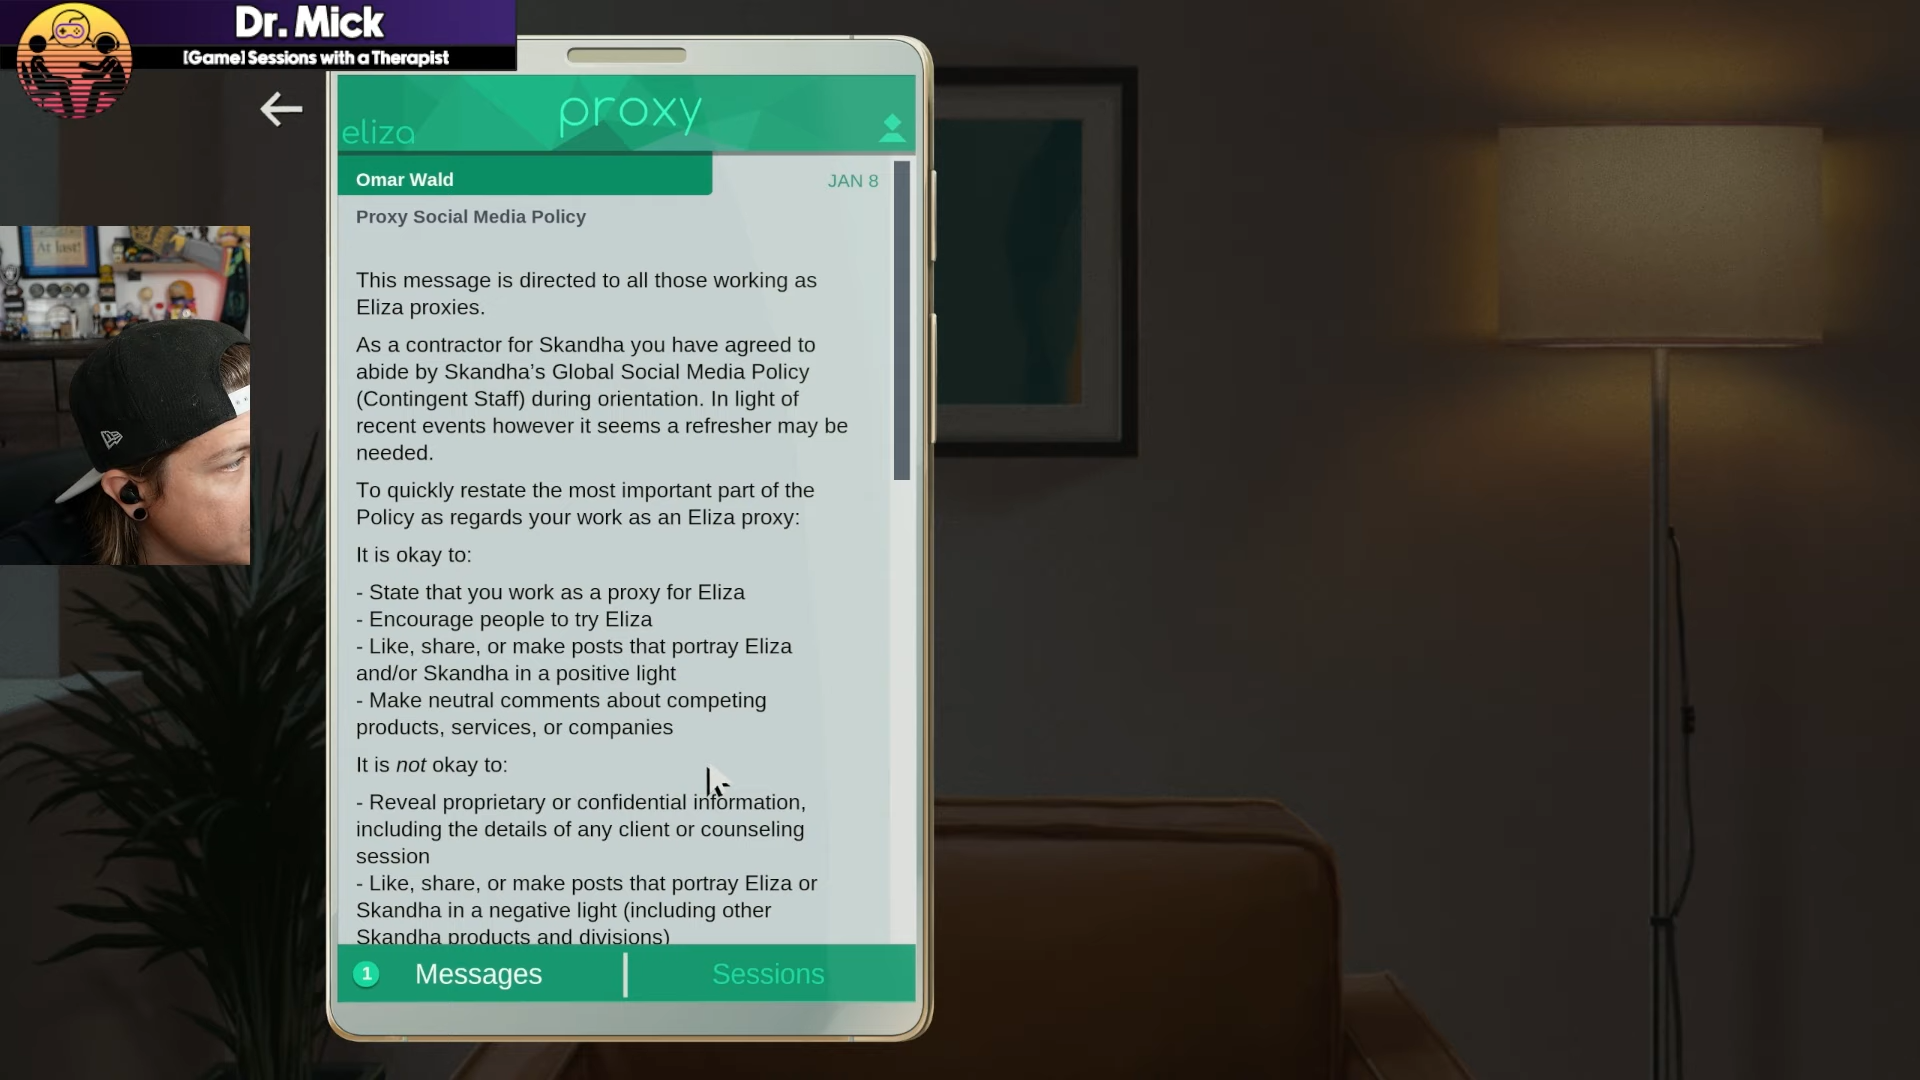 Dr. Mick
[Game] Sessions with a Therapist
At last!
proxy
eliza
Omar Wald
JAN 8
Proxy Social Media Policy
This message is directed to all those working as
Eliza proxies.
As a contractor for Skandha you have agreed to
abide by Skandha’s Global Social Media Policy
(Contingent Staff) during orientation. In light of
recent events however it seems a refresher may be
needed.
To quickly restate the most important part of the
Policy as regards your work as an Eliza proxy:
It is okay to:
- State that you work as a proxy for Eliza
- Encourage people to try Eliza
- Like, share, or make posts that portray Eliza
and/or Skandha in a positive light
- Make neutral comments about competing
products, services, or companies
It is not okay to:
- Reveal proprietary or confidential information,
including the details of any client or counseling
session
- Like, share, or make posts that portray Eliza or
Skandha in a negative light (including other
Skandha products and divisions)
1 Messages
Sessions